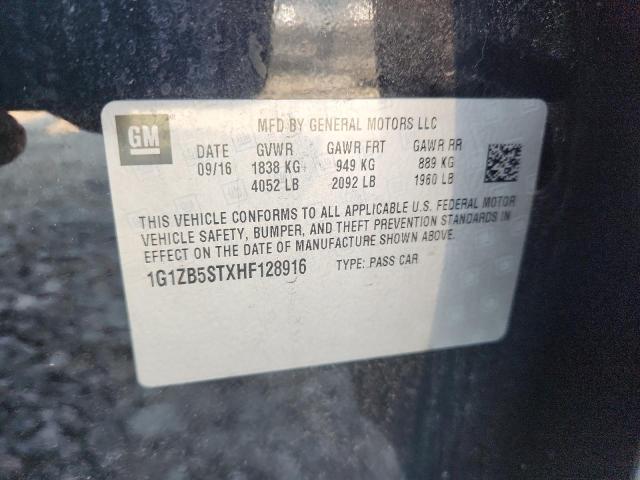 GM
MFD BY GENERAL MOTORS LLC
DATE GVWR GAWR FRT GAWR RR
09/16 1838 KG 949 KG 889 KG
4052 LB 2092 LB 1960 LB
THIS VEHICLE CONFORMS TO ALL APPLICABLE U.S. FEDERAL MOTOR
VEHICLE SAFETY, BUMPER, AND THEFT PREVENTION STANDARDS IN
EFFECT ON THE DATE OF MANUFACTURE SHOWN ABOVE.
1G1ZB5STXHF128916 TYPE: PASS CAR